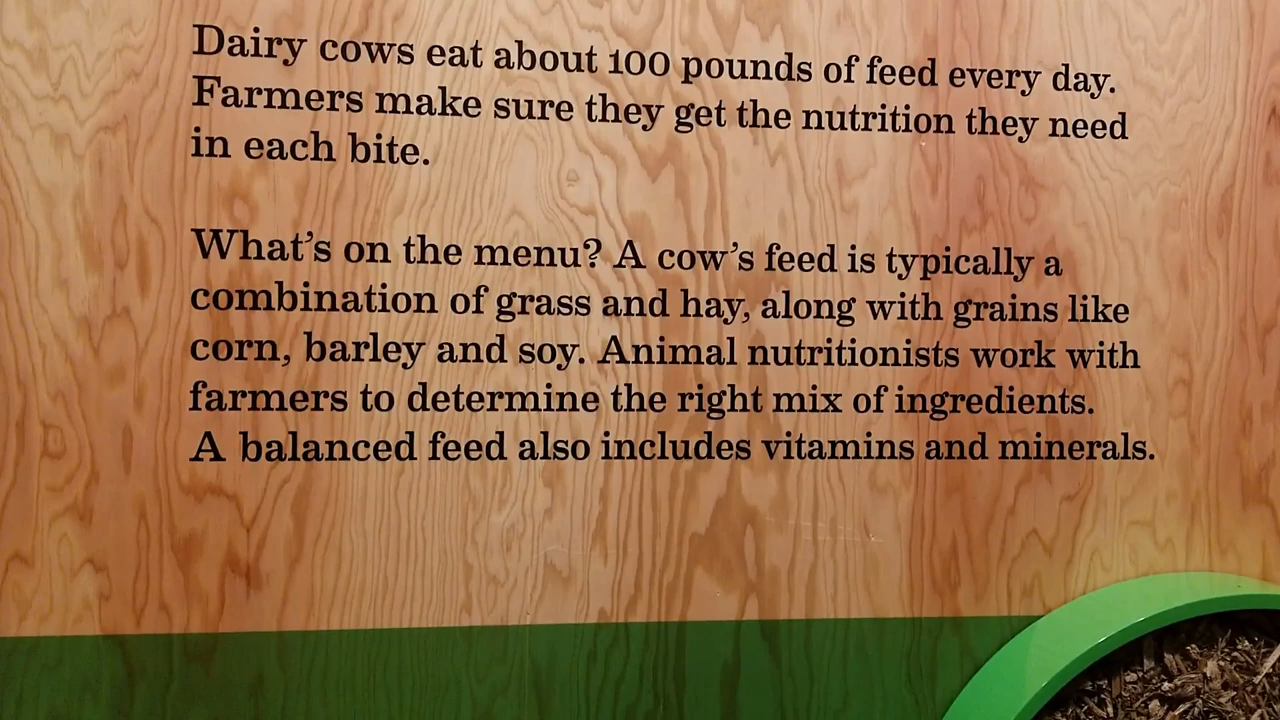 Dairy cows eat about 100 pounds of feed every day.
Farmers make sure they get the nutrition they need
in each bite.
What's on the menu? A cow's feed is typically a
combination of grass and hay, along with grains like
corn, barley and soy. Animal nutritionists work with
farmers to determine the right mix of ingredients.
A balanced feed also includes vitamins and minerals.